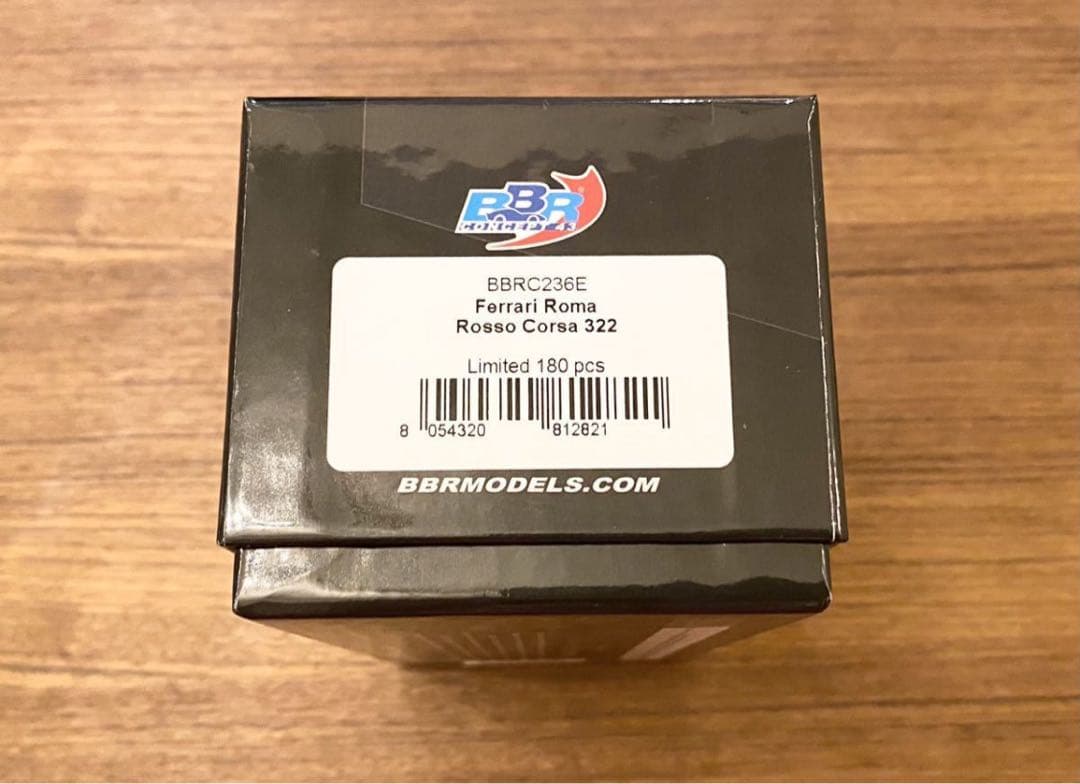 BBR
CONCEPT 43
BBRC236E
Ferrari Roma
Rosso Corsa 322
Limited 180 pcs
8 054320 812821
BBRMODELS.COM